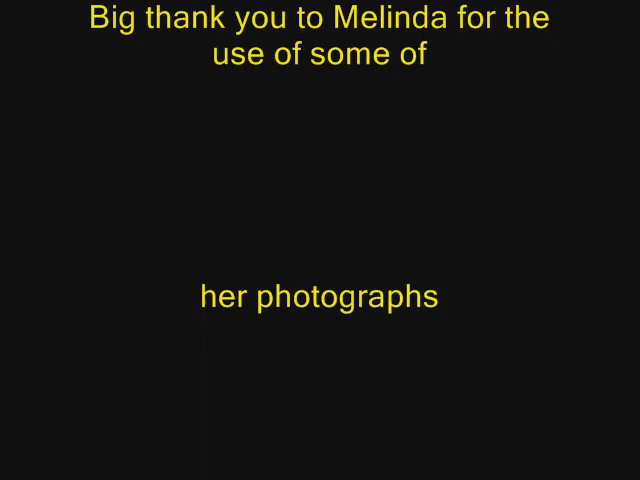 Big thank you to Melinda for the
use of some of
her photographs